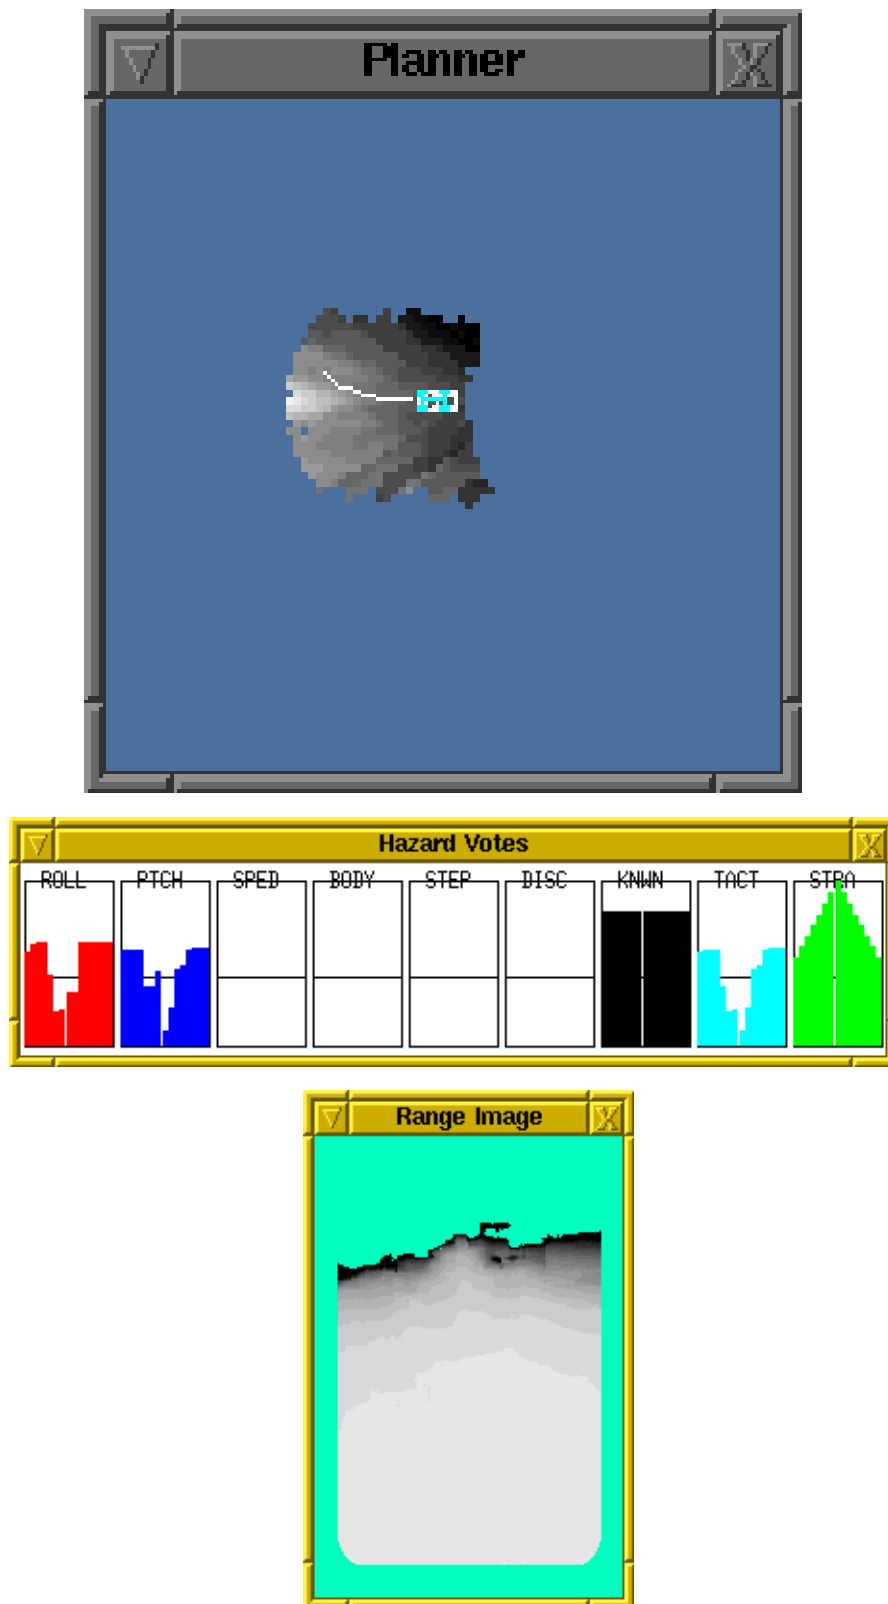 Planner
Hazard Votes
ROLL PTCH SPED BODY STEP DISC KNWN TACT STRA
Range Image